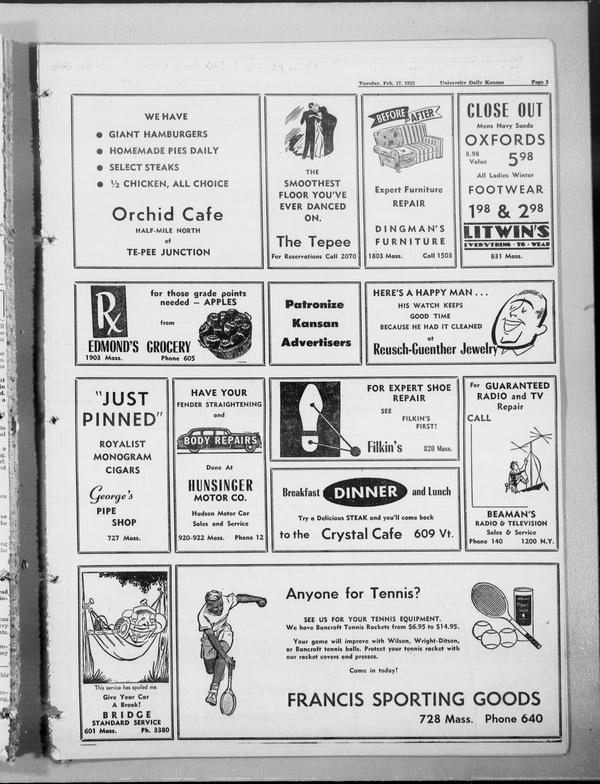 Tuesday, Feb. 17, 1953 University Daily Kansan Page 5
WE HAVE
● GIANT HAMBURGERS
● HOMEMADE PIES DAILY
● SELECT STEAKS
● ½ CHICKEN, ALL CHOICE
Orchid Cafe
HALF-MILE NORTH
of
TE-PEE JUNCTION
THE
SMOOTHEST
FLOOR YOU'VE
EVER DANCED
ON.
The Tepee
For Reservations Call 2070
BEFORE AFTER
Expert Furniture
REPAIR
DINGMAN'S
FURNITURE
1803 Mass. Call 1503
CLOSE OUT
Mens Navy Suede
OXFORDS
8.98
Value 5 98
All Ladies Winter
FOOTWEAR
1 98 & 2 98
LITWIN'S
EVERYTHING - TO - WEAR
831 Mass.
Rx
for those grade points
needed — APPLES
from
EDMOND'S GROCERY
1903 Mass. Phone 605
Patronize
Kansan
Advertisers
HERE'S A HAPPY MAN . . .
HIS WATCH KEEPS
GOOD TIME
BECAUSE HE HAD IT CLEANED
at
Reusch-Guenther Jewelry
"JUST
PINNED"
ROYALIST
MONOGRAM
CIGARS
George's
PIPE
SHOP
727 Mass.
HAVE YOUR
FENDER STRAIGHTENING
and
BODY REPAIRS
Done At
HUNSINGER
MOTOR CO.
Hudson Motor Car
Sales and Service
920-922 Mass. Phone 12
FOR EXPERT SHOE
REPAIR
SEE
FILKIN'S
FIRST!
Filkin's 820 Mass.
Breakfast DINNER and Lunch
Try a Delicious STEAK and you'll come back
to the Crystal Cafe 609 Vt.
For GUARANTEED
RADIO and TV
Repair
CALL
BEAMAN'S
RADIO & TELEVISION
Sales & Service
Phone 140 1200 N.Y.
This service has spoiled me.
Give Your Car
A Break!
BRIDGE
STANDARD SERVICE
601 Mass. Ph. 3380
Anyone for Tennis?
SEE US FOR YOUR TENNIS EQUIPMENT.
We have Bancroft Tennis Rackets from $6.95 to $14.95.
Your game will improve with Wilson, Wright-Ditson,
or Bancroft tennis balls. Protect your tennis racket with
our racket covers and presses.
Come in today!
FRANCIS SPORTING GOODS
728 Mass. Phone 640